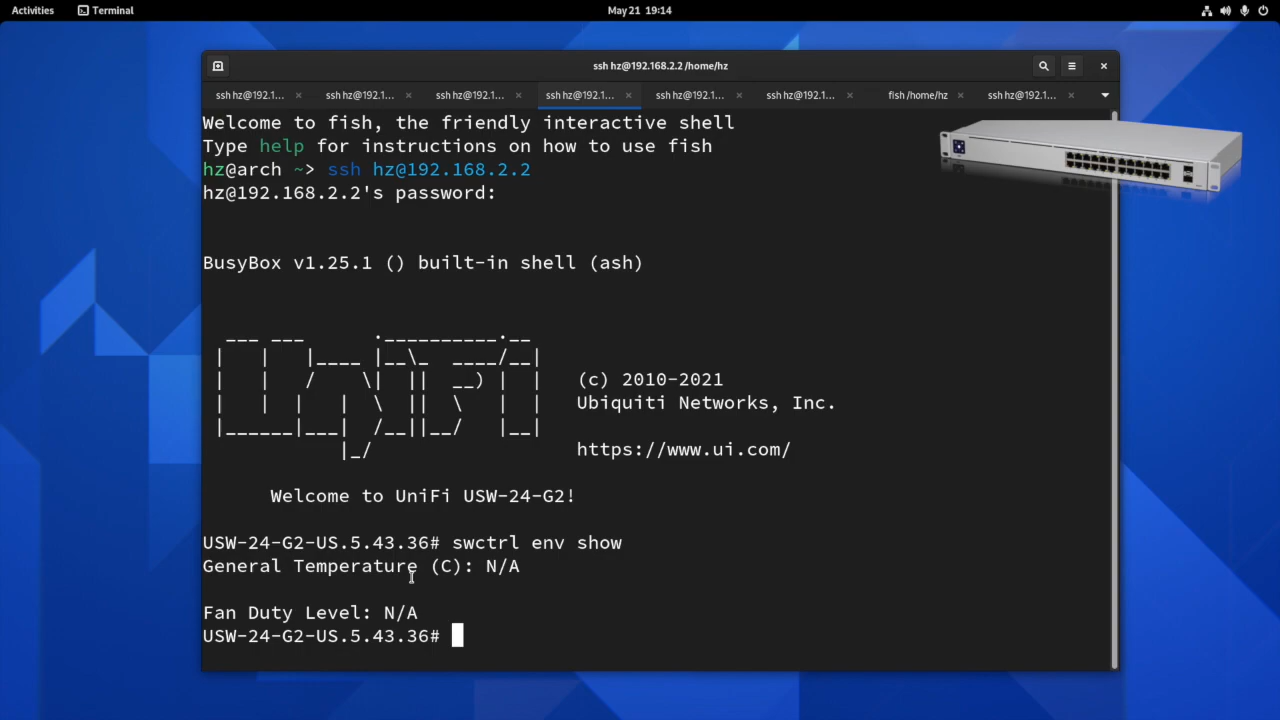 Activities Terminal May 21 19:14
ssh hz@192.168.2.2 /home/hz
ssh hz@192.1... ssh hz@192.1... ssh hz@192.1... ssh hz@192.1... ssh hz@192.1... ssh hz@192.1... fish /home/hz ssh hz@192.1...
Welcome to fish, the friendly interactive shell
Type help for instructions on how to use fish
hz@arch ~> ssh hz@192.168.2.2
hz@192.168.2.2's password:
BusyBox v1.25.1 () built-in shell (ash)
UniFi
(c) 2010-2021
Ubiquiti Networks, Inc.
https://www.ui.com/
Welcome to UniFi USW-24-G2!
USW-24-G2-US.5.43.36# swctrl env show
General Temperature (C): N/A
Fan Duty Level: N/A
USW-24-G2-US.5.43.36#